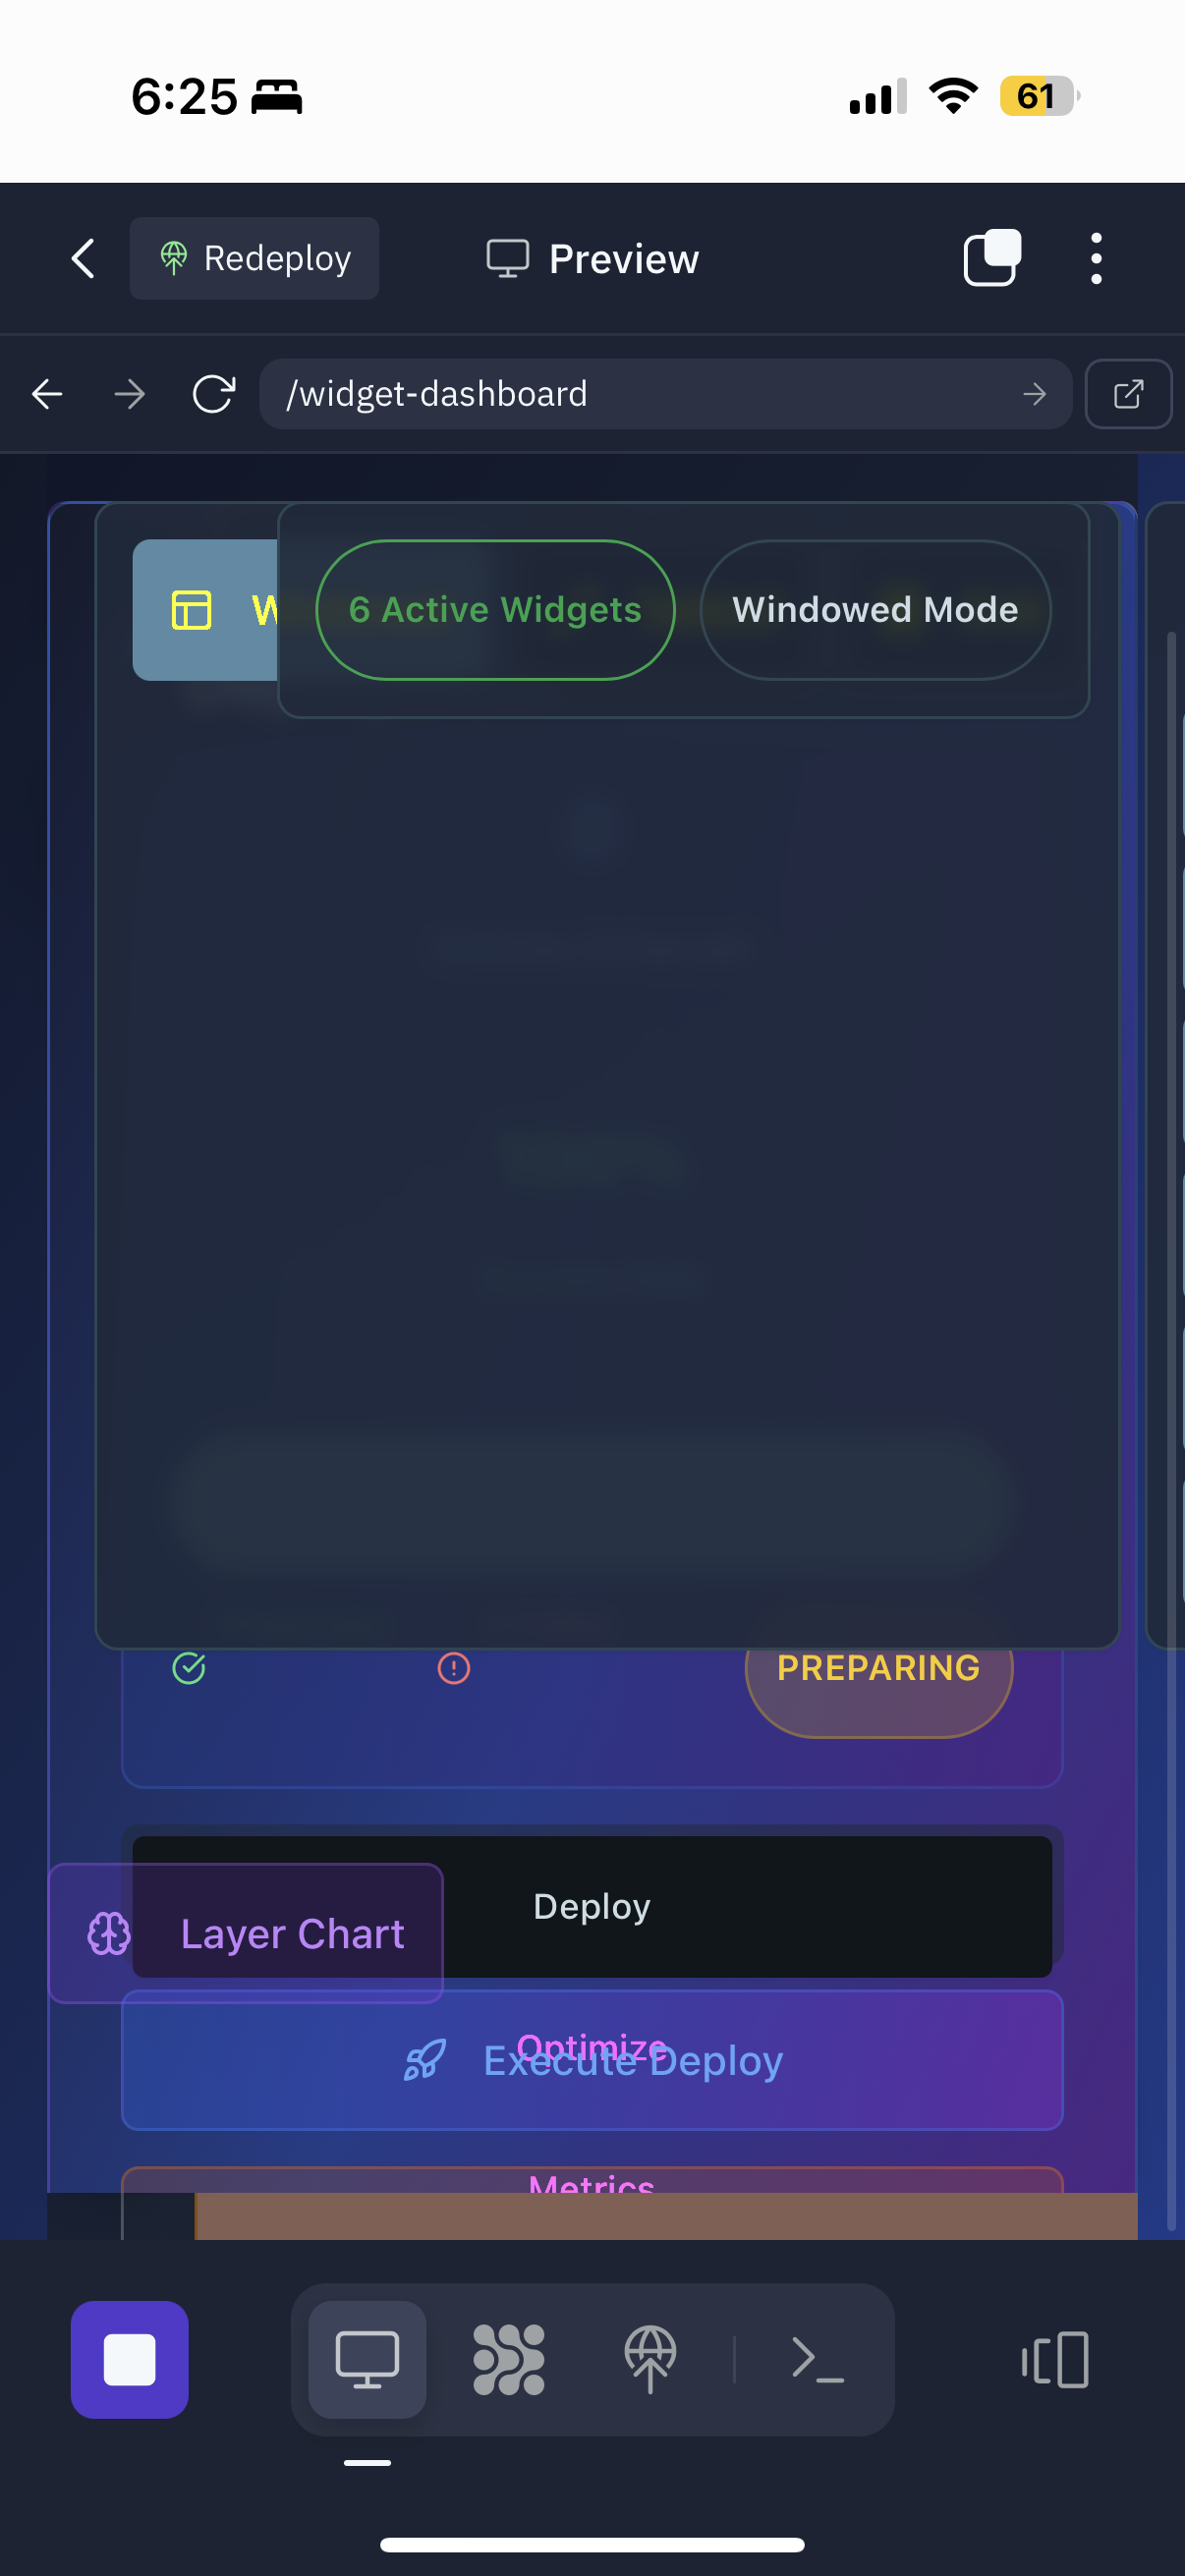 6:25
61
Redeploy
Preview
/widget-dashboard
W
6 Active Widgets
Windowed Mode
PREPARING
Deploy
Layer Chart
Optimize
Execute Deploy
Metrics